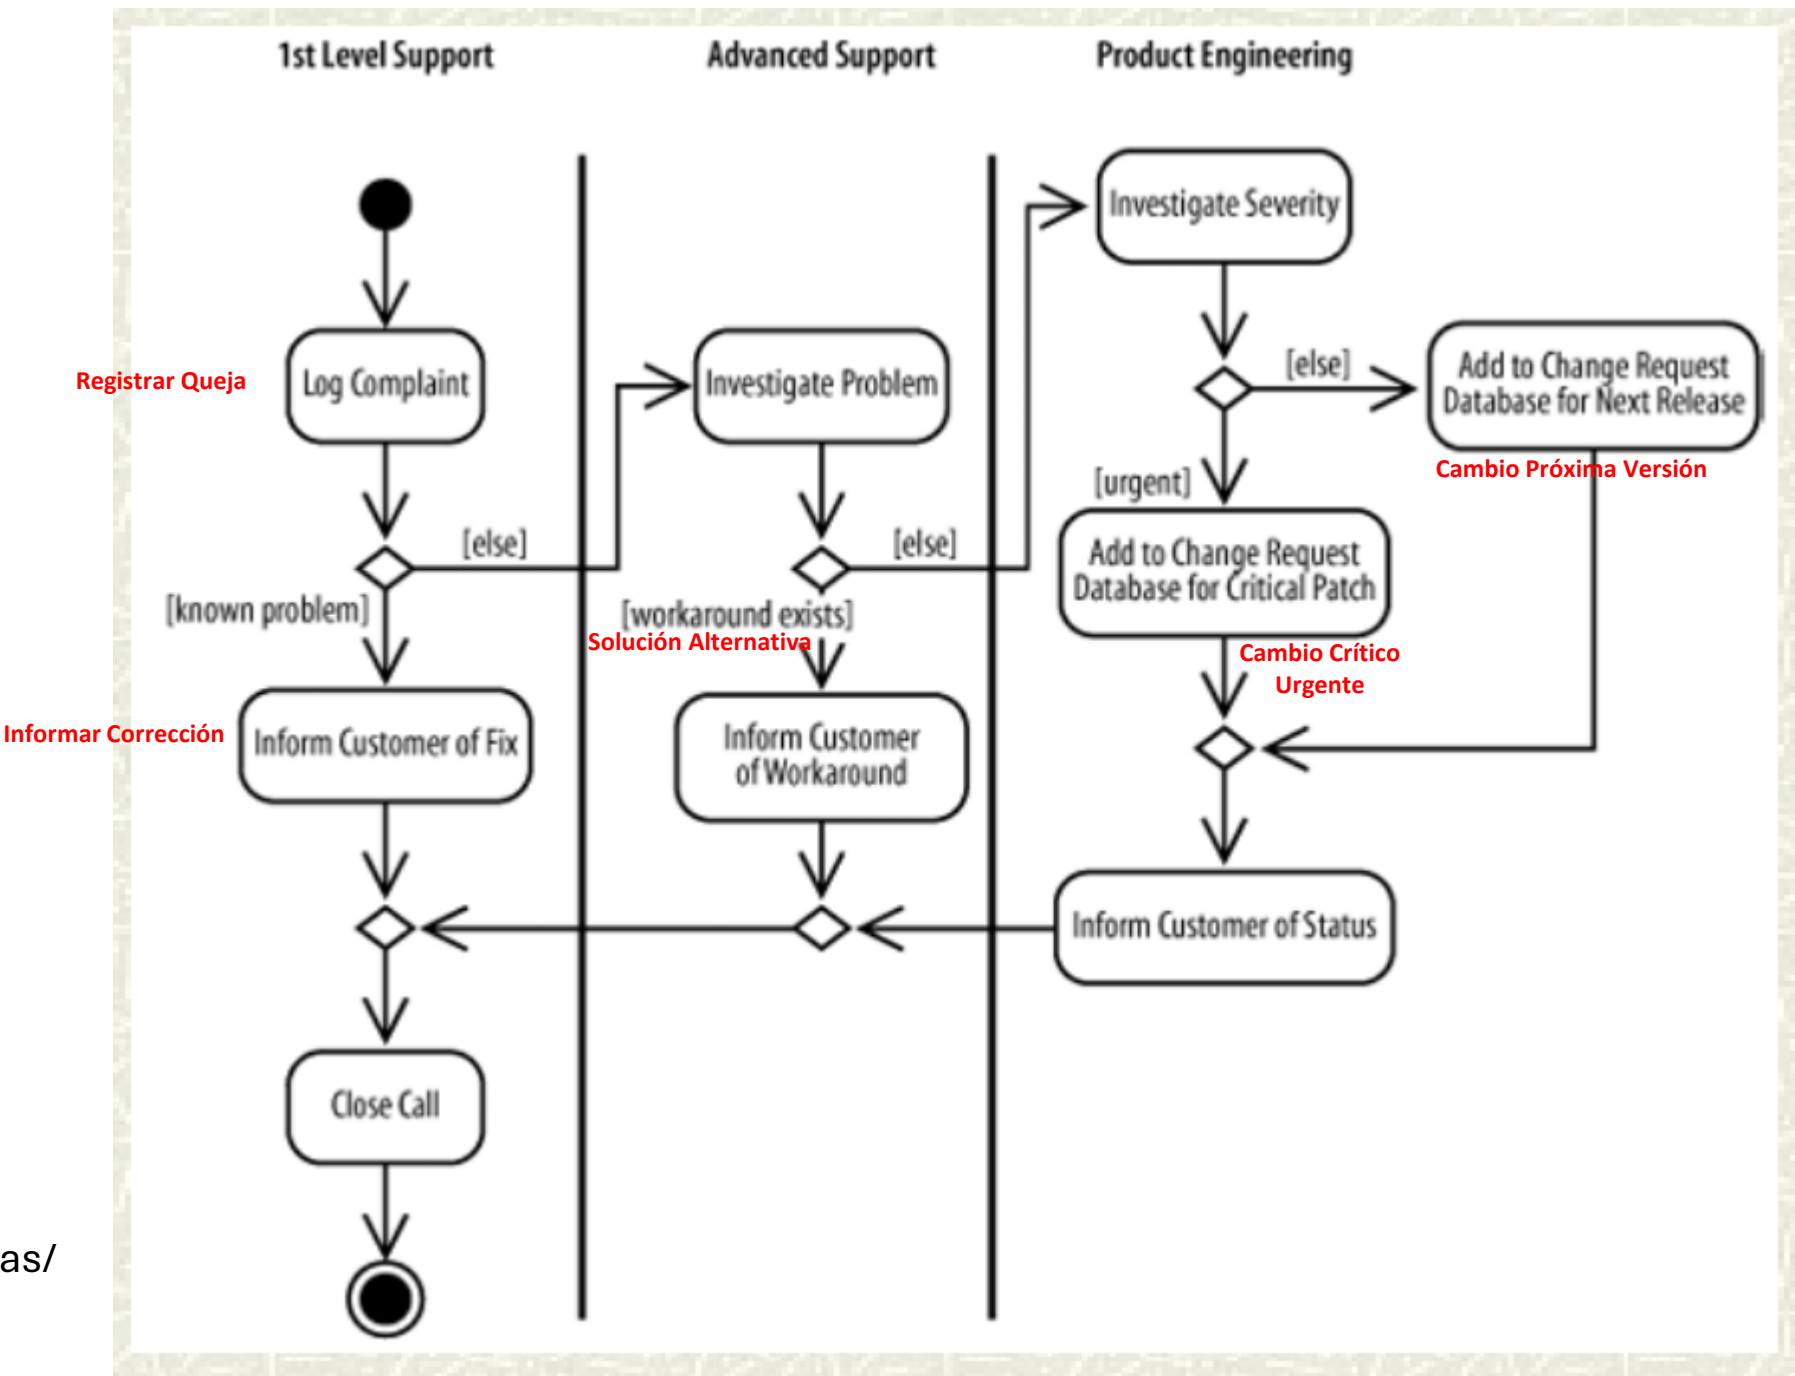 1st Level Support
Advanced Support
Product Engineering
Investigate Severity
Registrar Queja
Log Complaint
Investigate Problem
[else]
Add to Change Request
Database for Next Release
Cambio Próxima Versión
[urgent]
[else]
[else]
Add to Change Request
Database for Critical Patch
[known problem]
[workaround exists]
Solución Alternativa
Cambio Crítico
Urgente
Informar Corrección
Inform Customer of Fix
Inform Customer
of Workaround
Inform Customer of Status
Close Call
as/